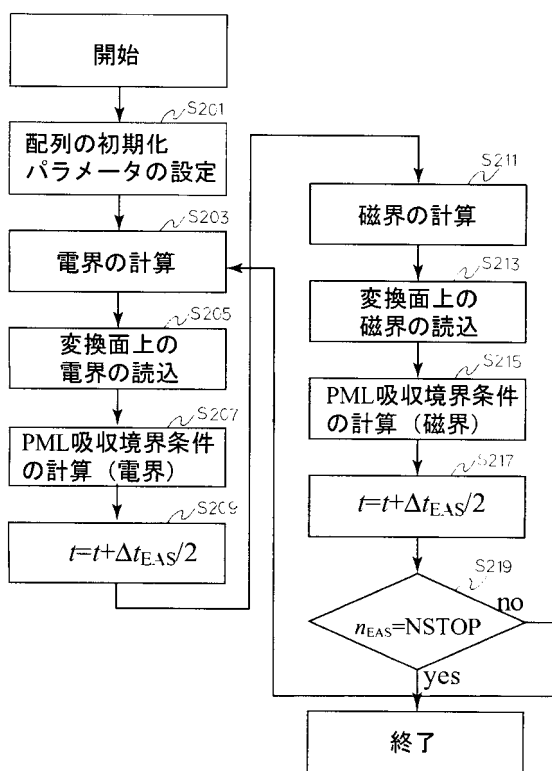 開始
S201
配列の初期化
パラメータの設定
S203
電界の計算
S205
変換面上の
電界の読込
S207
PML吸収境界条件
の計算（電界）
S209
t=t+Δt_EAS/2
S211
磁界の計算
S213
変換面上の
磁界の読込
S215
PML吸収境界条件
の計算（磁界）
S217
t=t+Δt_EAS/2
S219
n_EAS=NSTOP
no
yes
終了